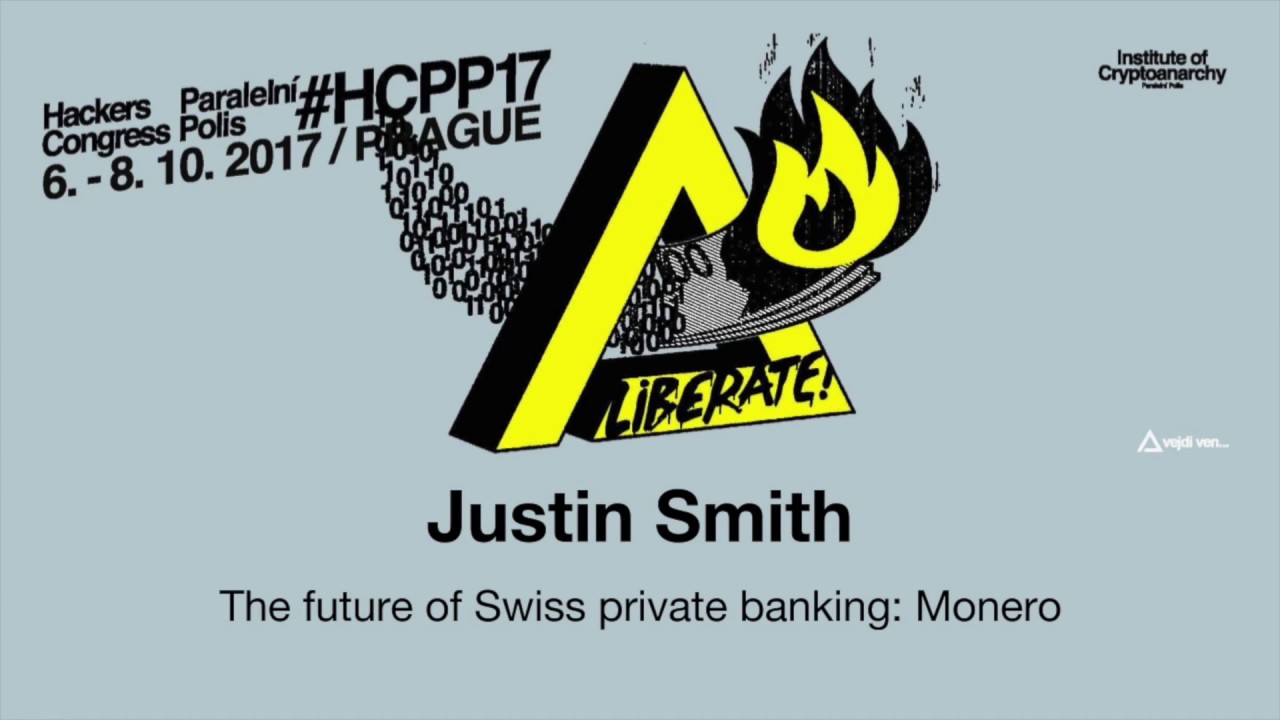 Hackers Paralelní #HCPP17
Congress Polis
6. - 8. 10. 2017 / PRAGUE
Institute of
Cryptoanarchy
Paralelní Polis
LIBERATE!
vejdi ven...
Justin Smith
The future of Swiss private banking: Monero